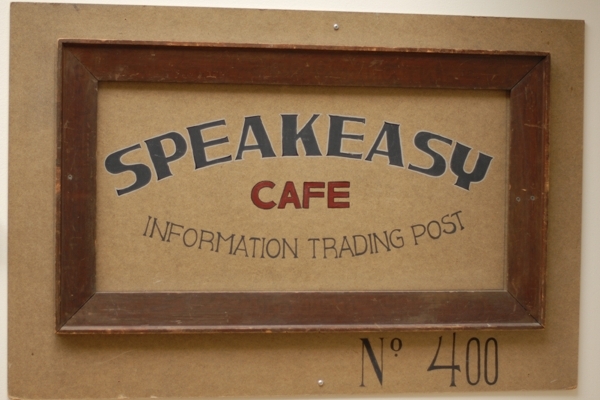 SPEAKEASY
CAFE
INFORMATION TRADING POST
Nº 400